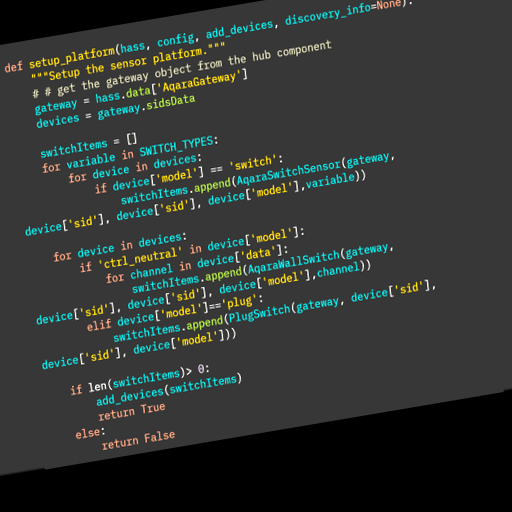 def setup_platform(hass, config, add_devices, discovery_info=None):
    """Setup the sensor platform."""
    # # get the gateway object from the hub component
    gateway = hass.data['AqaraGateway']
    devices = gateway.sidsData

    switchItems = []
    for variable in SWITCH_TYPES:
        for device in devices:
            if device['model'] == 'switch':
                switchItems.append(AqaraSwitchSensor(gateway,
device['sid'], device['sid'], device['model'],variable))

    for device in devices:
        if 'ctrl_neutral' in device['model']:
            for channel in device['data']:
                switchItems.append(AqaraWallSwitch(gateway,
device['sid'], device['sid'], device['model'],channel))
        elif device['model']=='plug':
            switchItems.append(PlugSwitch(gateway, device['sid'],
device['sid'], device['model']))

    if len(switchItems)> 0:
        add_devices(switchItems)
        return True
    else:
        return False